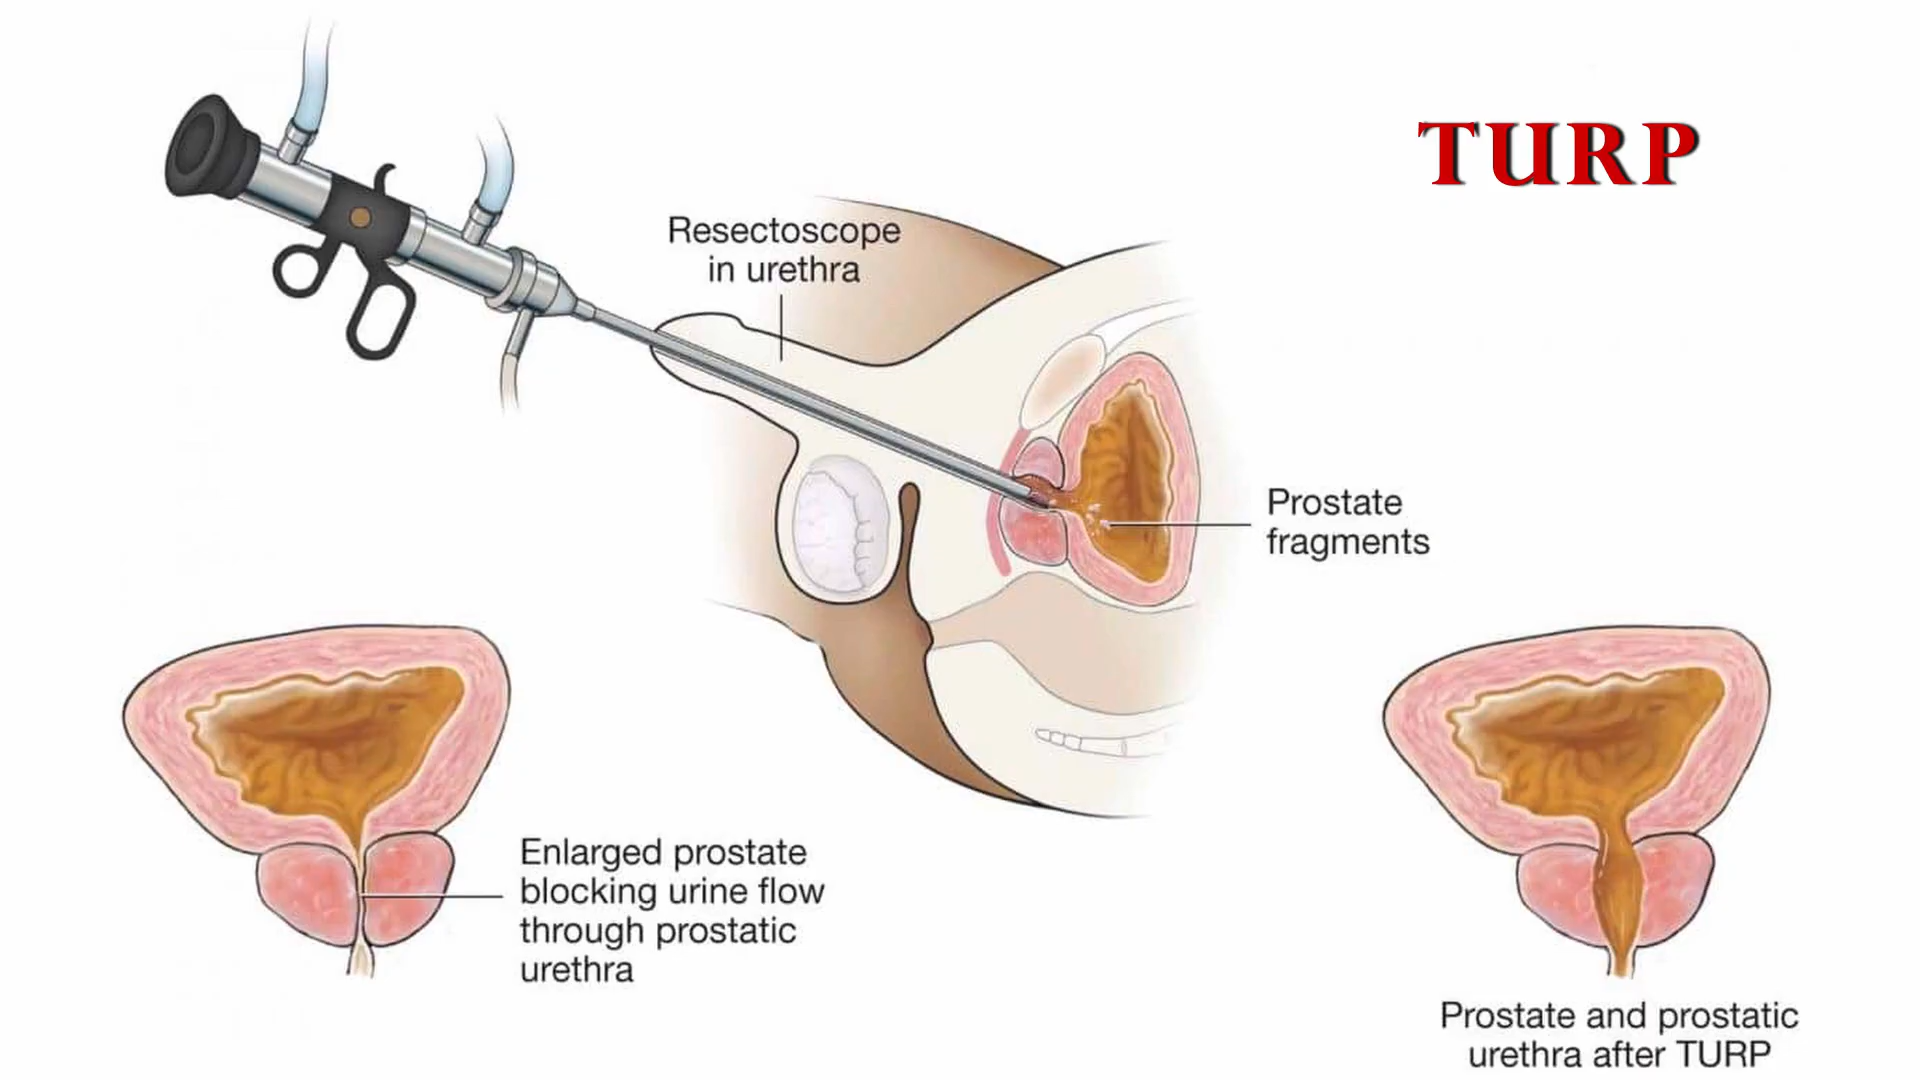 TURP
Resectoscope
in urethra
Prostate
fragments
Enlarged prostate
blocking urine flow
through prostatic
urethra
Prostate and prostatic
urethra after TURP